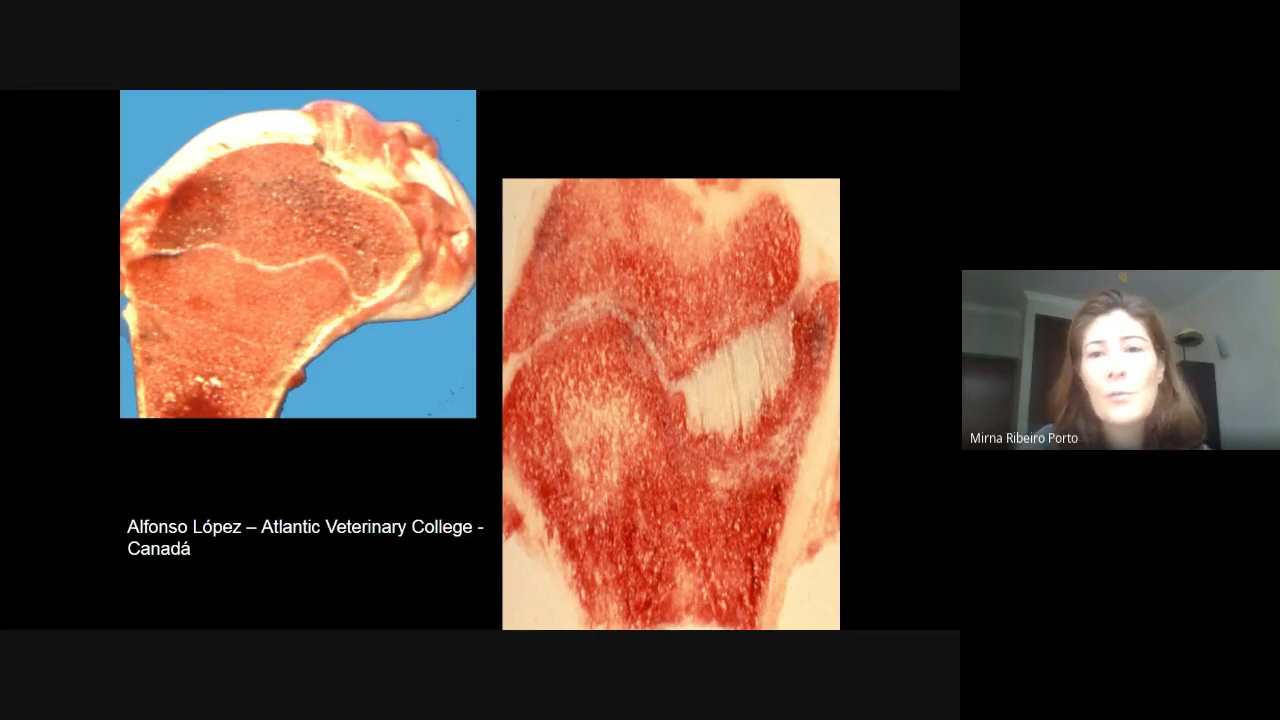 Alfonso López – Atlantic Veterinary College -
Canadá
Mirna Ribeiro Porto